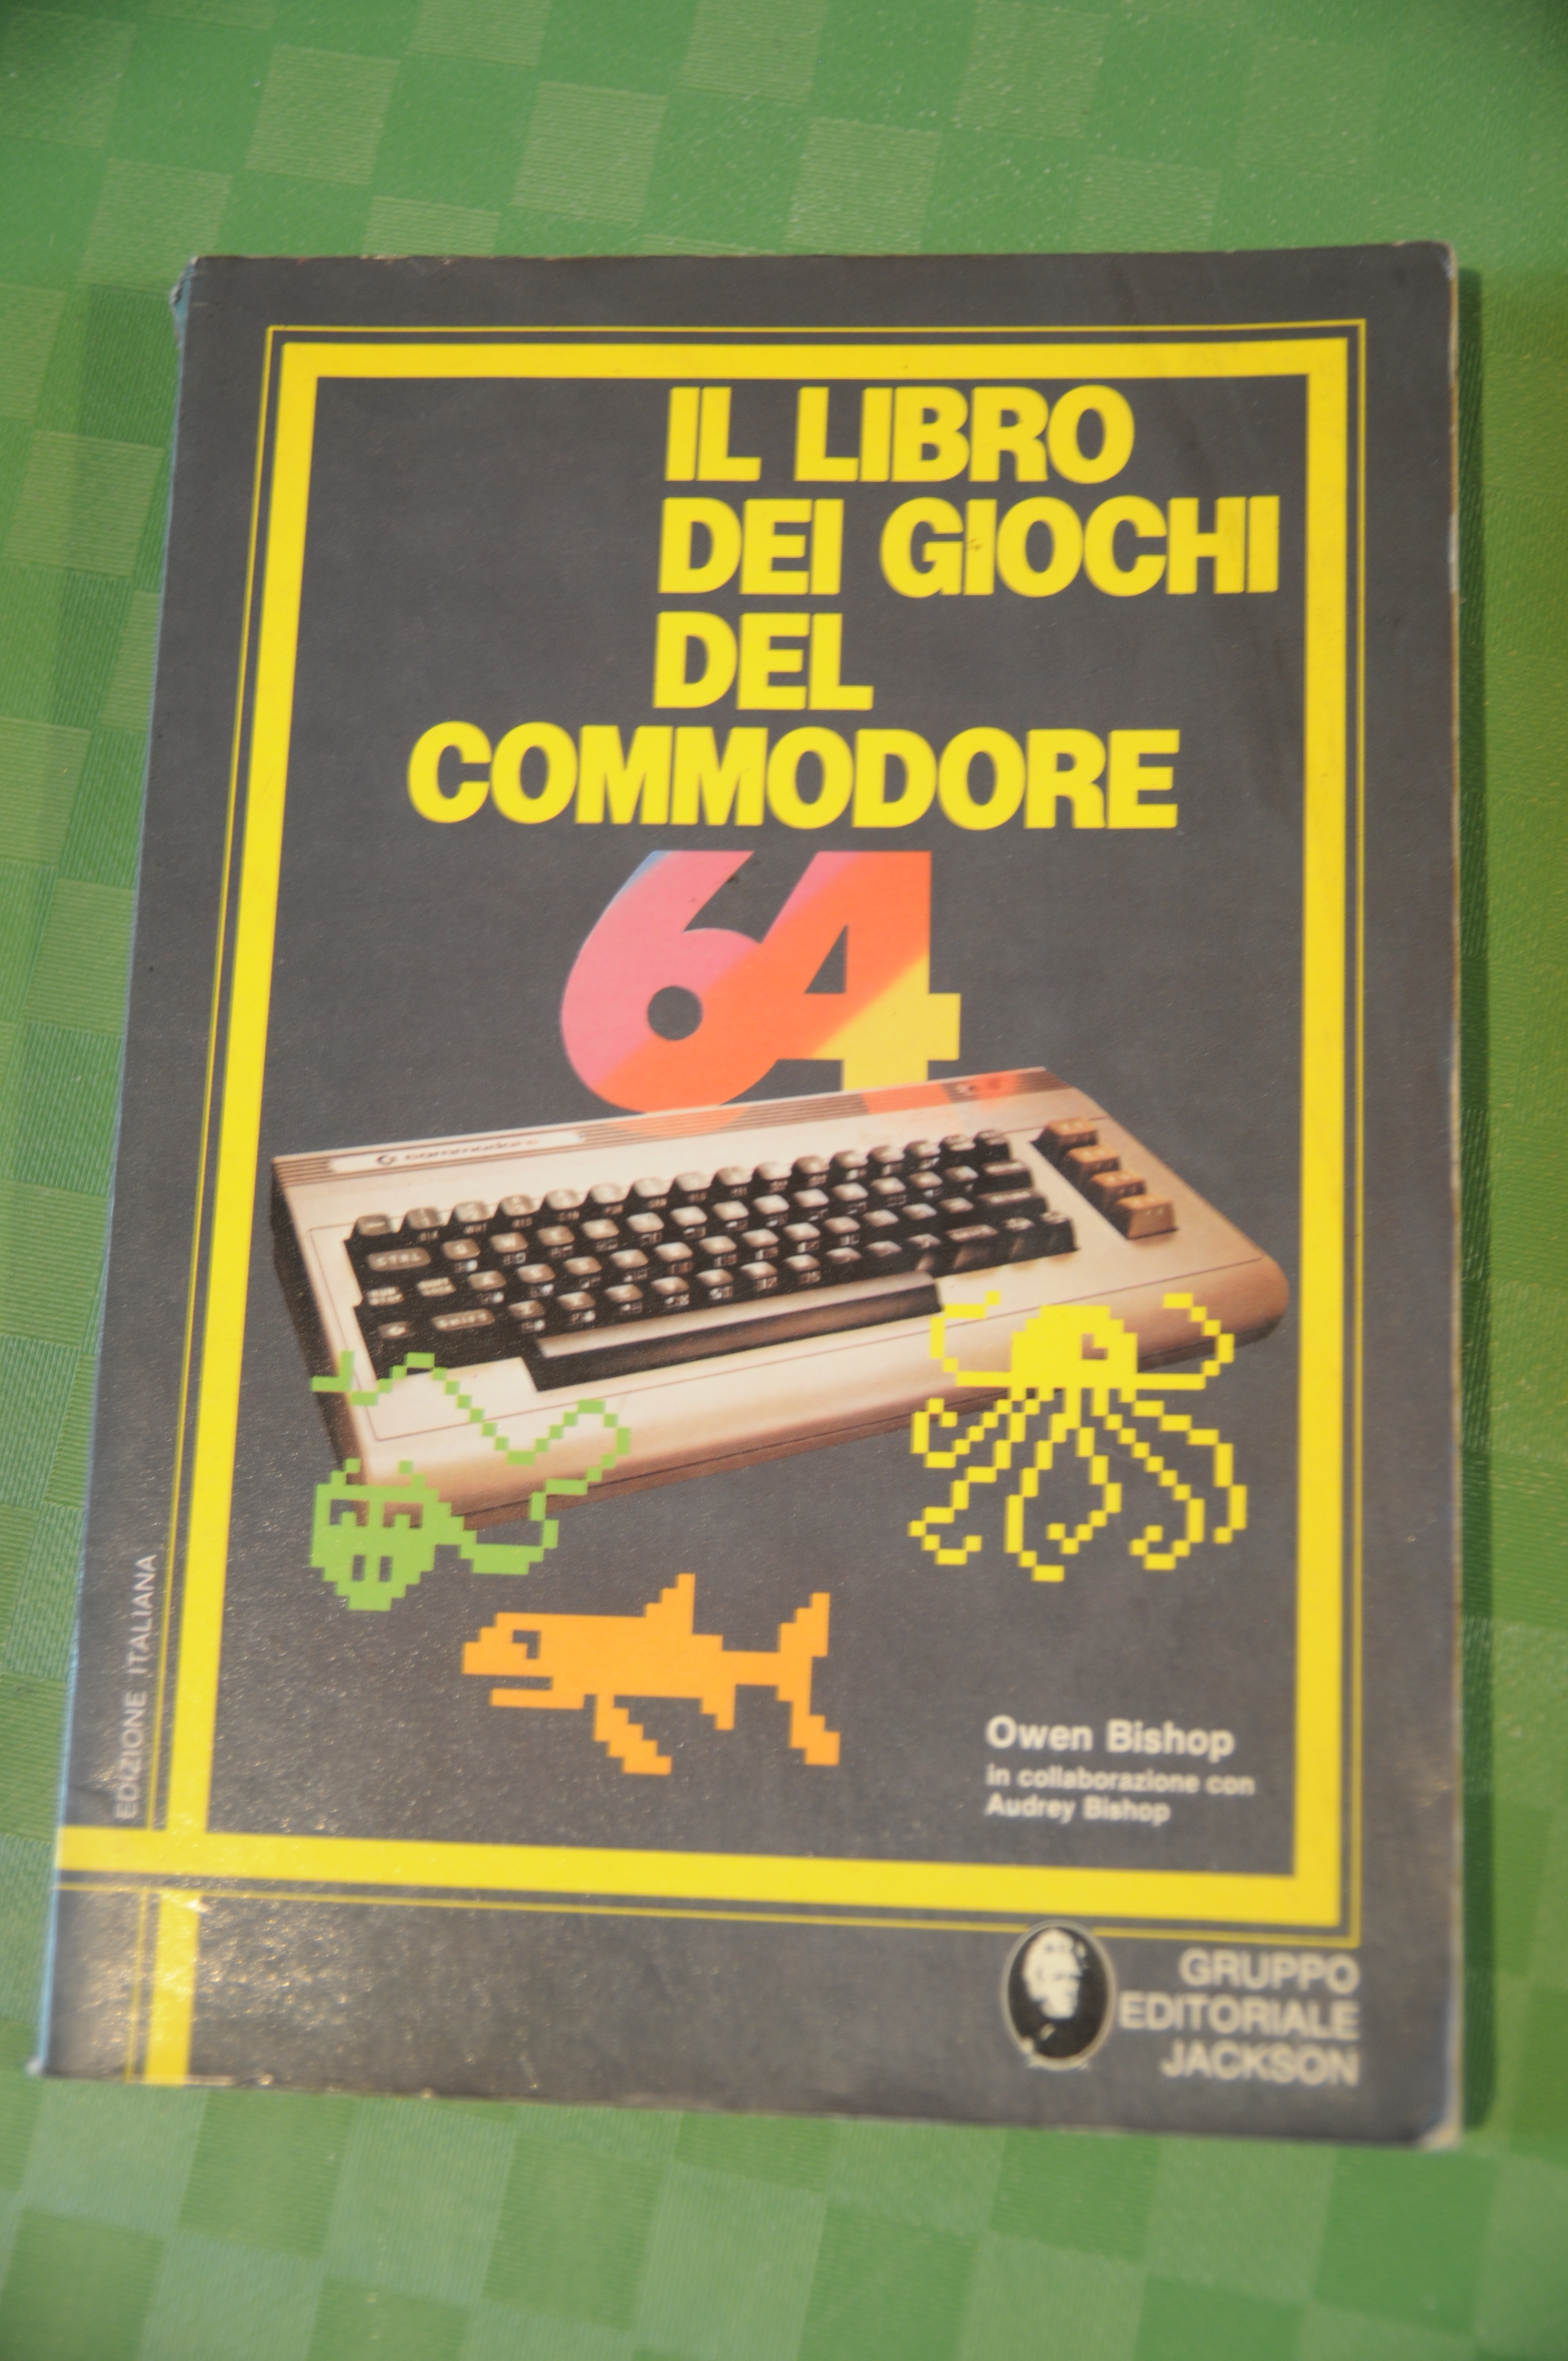 IL LIBRO
DEI GIOCHI
DEL
COMMODORE
64
commodore
EDIZIONE ITALIANA
Owen Bishop
in collaborazione con
Audrey Bishop
GRUPPO
EDITORIALE
JACKSON